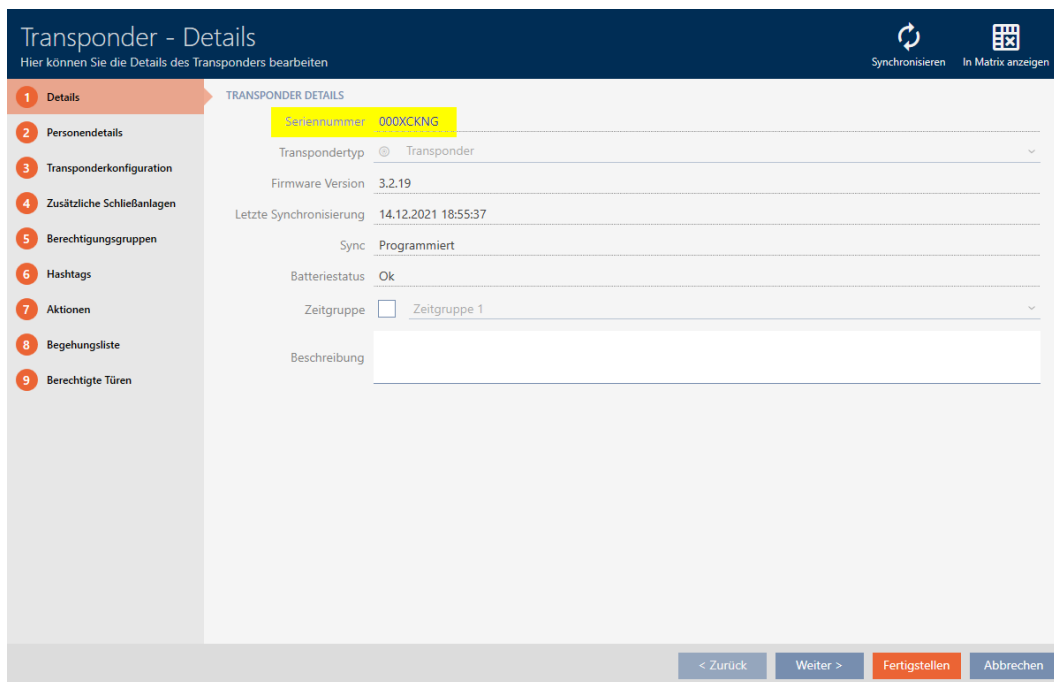 Transponder - Details
Hier können Sie die Details des Transponders bearbeiten
Synchronisieren
In Matrix anzeigen
1 Details
2 Personendetails
3 Transponderkonfiguration
4 Zusätzliche Schließanlagen
5 Berechtigungsgruppen
6 Hashtags
7 Aktionen
8 Begehungsliste
9 Berechtigte Türen
TRANSPONDER DETAILS
Seriennummer 000XCKNG
Transpondertyp Transponder
Firmware Version 3.2.19
Letzte Synchronisierung 14.12.2021 18:55:37
Sync Programmiert
Batteriestatus Ok
Zeitgruppe Zeitgruppe 1
Beschreibung
< Zurück
Weiter >
Fertigstellen
Abbrechen